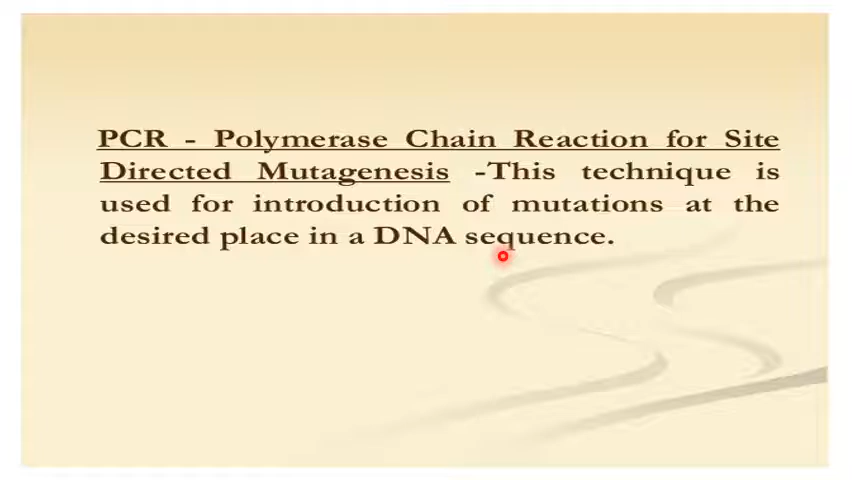 PCR - Polymerase Chain Reaction for Site
Directed Mutagenesis -This technique is
used for introduction of mutations at the
desired place in a DNA sequence.